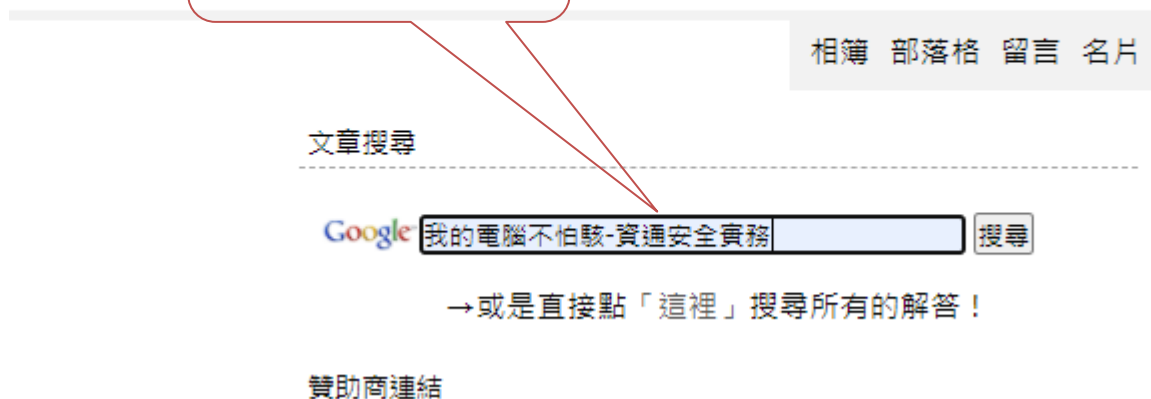 相簿 部落格 留言 名片
文章搜尋
Google 我的電腦不怕駭-資通安全實務 搜尋
→或是直接點「這裡」搜尋所有的解答！
贊助商連結